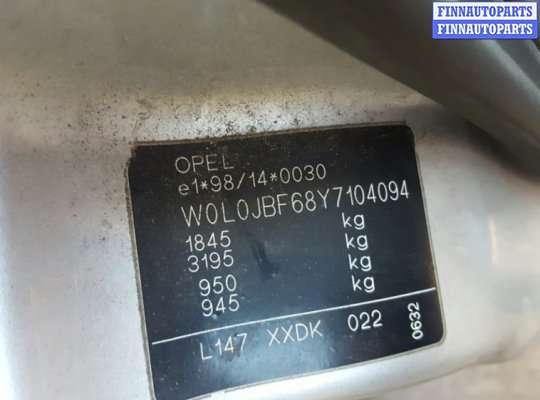 FINNAUTOPARTS
FINNAUTOPARTS
OPEL
e1*98/14*0030
W0L0JBF68Y7104094
1845 kg
3195 kg
950 kg
945 kg
L147 XXDK 022
0632